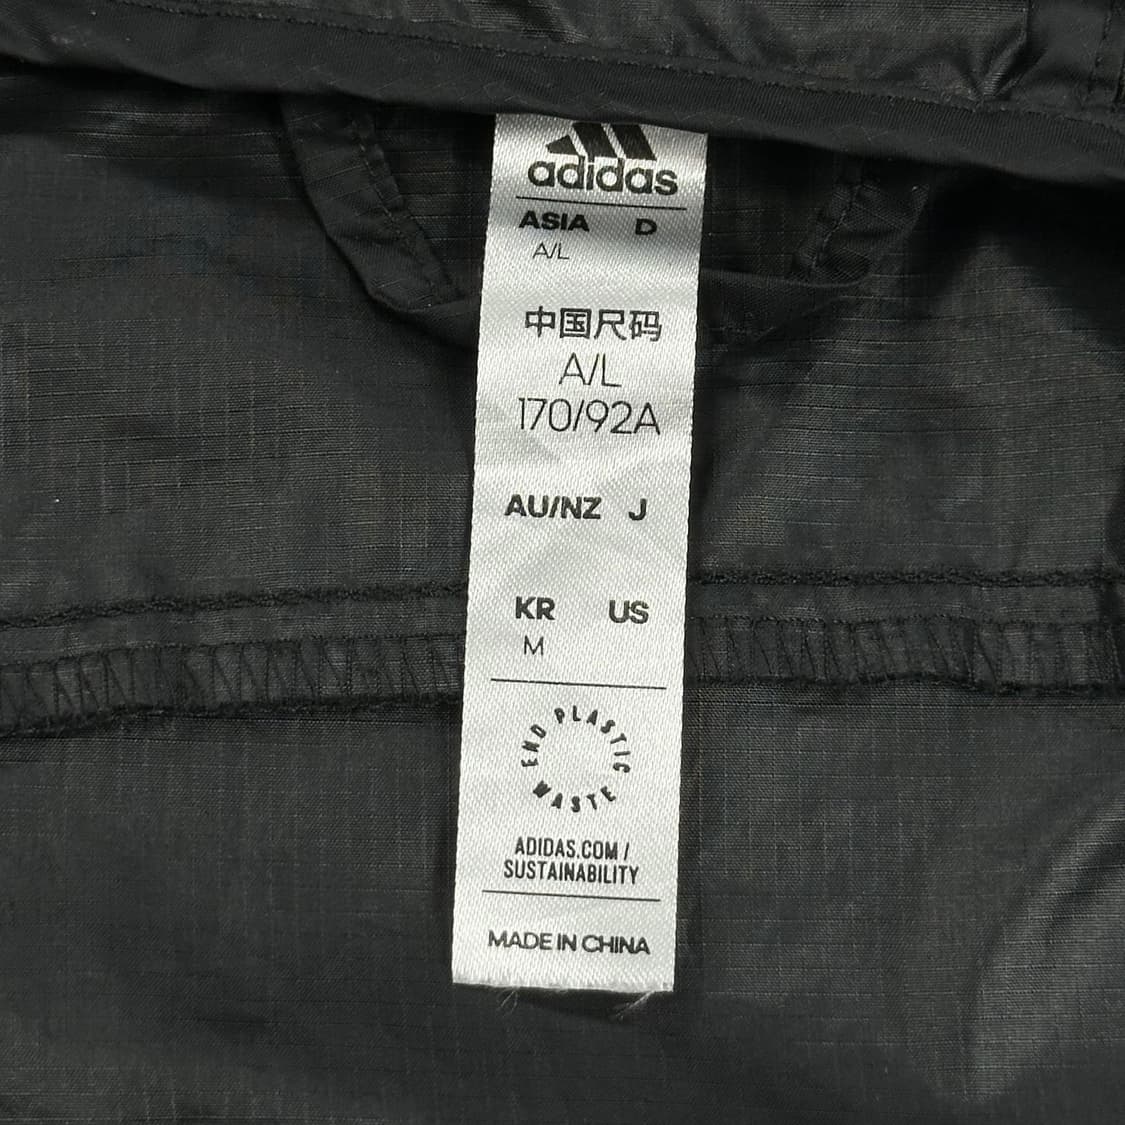 adidas
ASIA D
A/L
中国尺码
A/L
170/92A
AU/NZ J
KR US
M
END PLASTIC WASTE
ADIDAS.COM /
SUSTAINABILITY
MADE IN CHINA